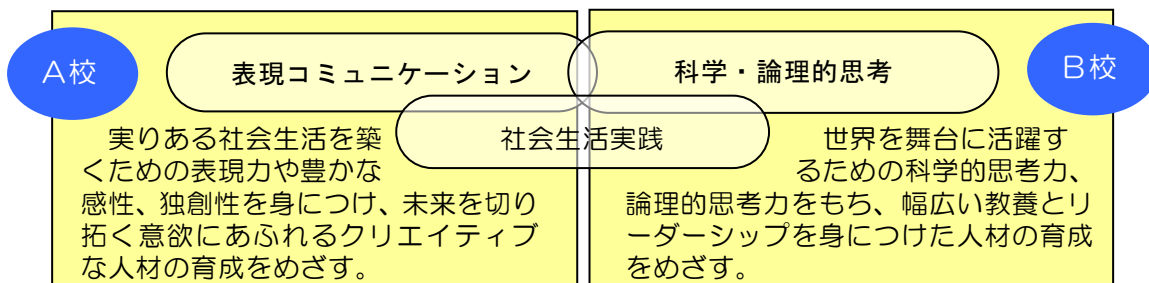 A校
表現コミュニケーション
科学・論理的思考
B校
社会生活実践
実りある社会生活を築
くための表現力や豊かな
感性、独創性を身につけ、未来を切り
拓く意欲にあふれるクリエイティブ
な人材の育成をめざす。
世界を舞台に活躍す
るための科学的思考力、
論理的思考力をもち、幅広い教養とリ
ーダーシップを身につけた人材の育成
をめざす。